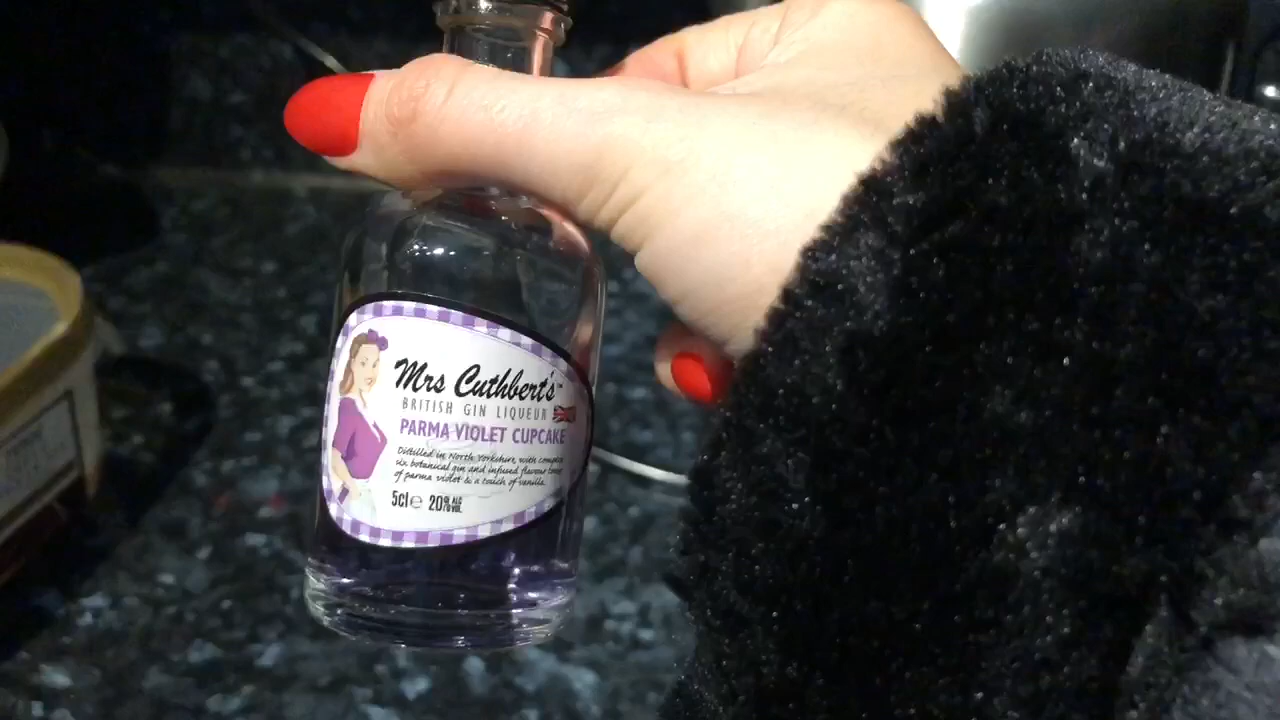 Mrs Cuthbert's™
BRITISH GIN LIQUEUR
PARMA VIOLET CUPCAKE
Distilled in North Yorkshire, with complex
six botanical gin and infused flavour tones
of parma violet & a touch of vanilla.
5cl e 20% ALC/VOL.